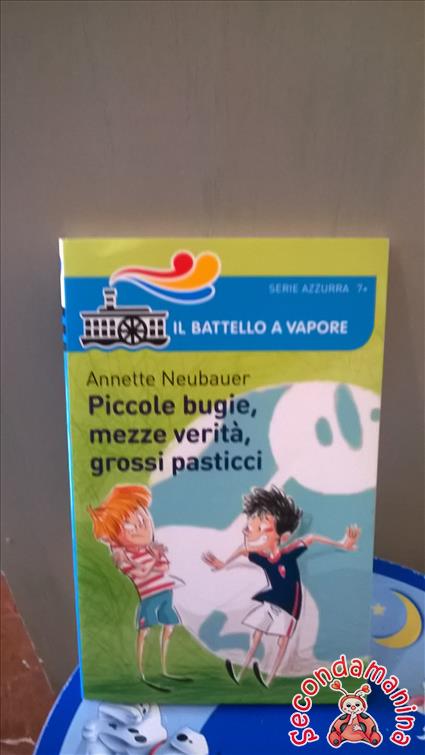 SERIE AZZURRA 7+
IL BATTELLO A VAPORE
Annette Neubauer
Piccole bugie,
mezze verità,
grossi pasticci
secondamanina